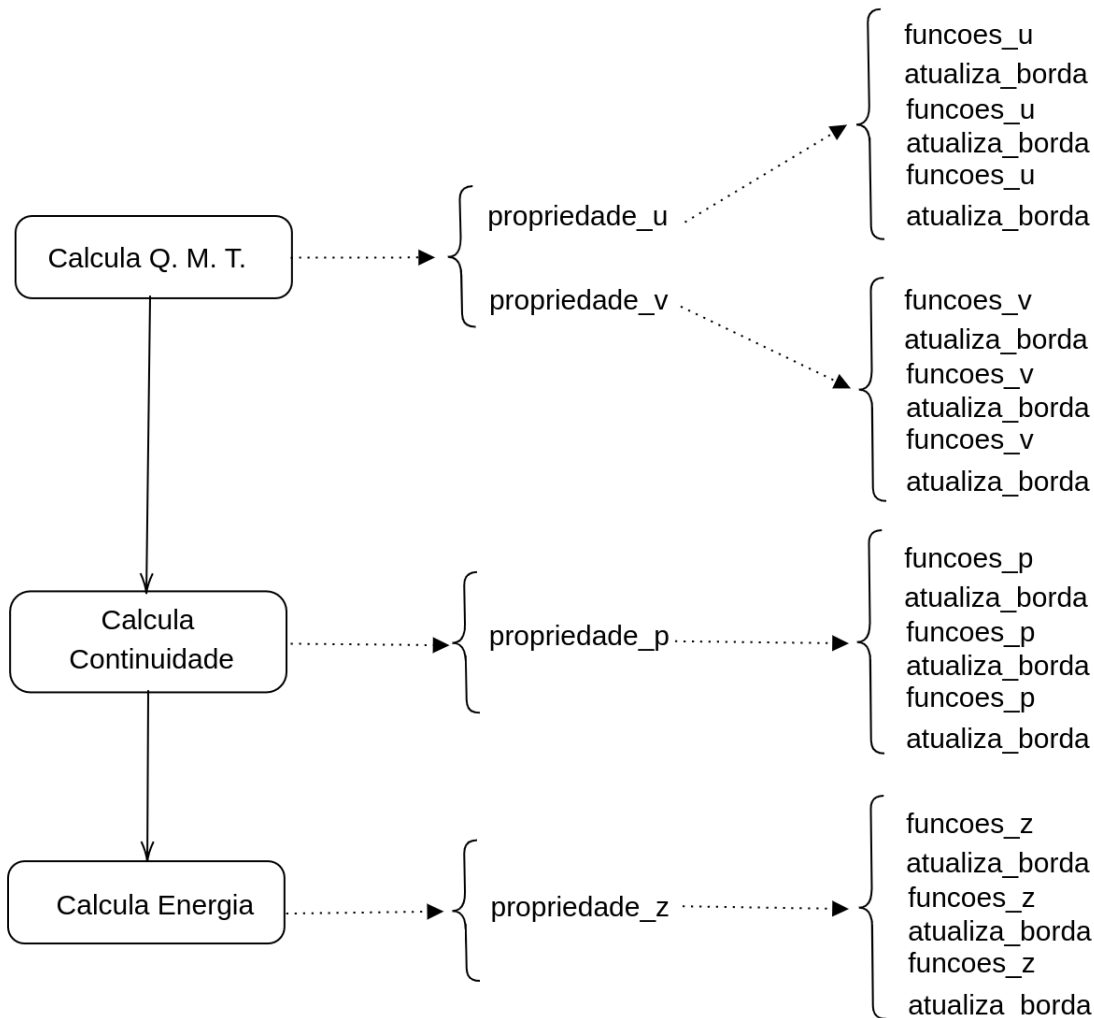 Calcula Q. M. T.
propriedade_u
propriedade_v
funcoes_u
atualiza_borda
funcoes_u
atualiza_borda
funcoes_u
atualiza_borda
funcoes_v
atualiza_borda
funcoes_v
atualiza_borda
funcoes_v
atualiza_borda
Calcula
Continuidade
propriedade_p
funcoes_p
atualiza_borda
funcoes_p
atualiza_borda
funcoes_p
atualiza_borda
Calcula Energia
propriedade_z
funcoes_z
atualiza_borda
funcoes_z
atualiza_borda
funcoes_z
atualiza_borda